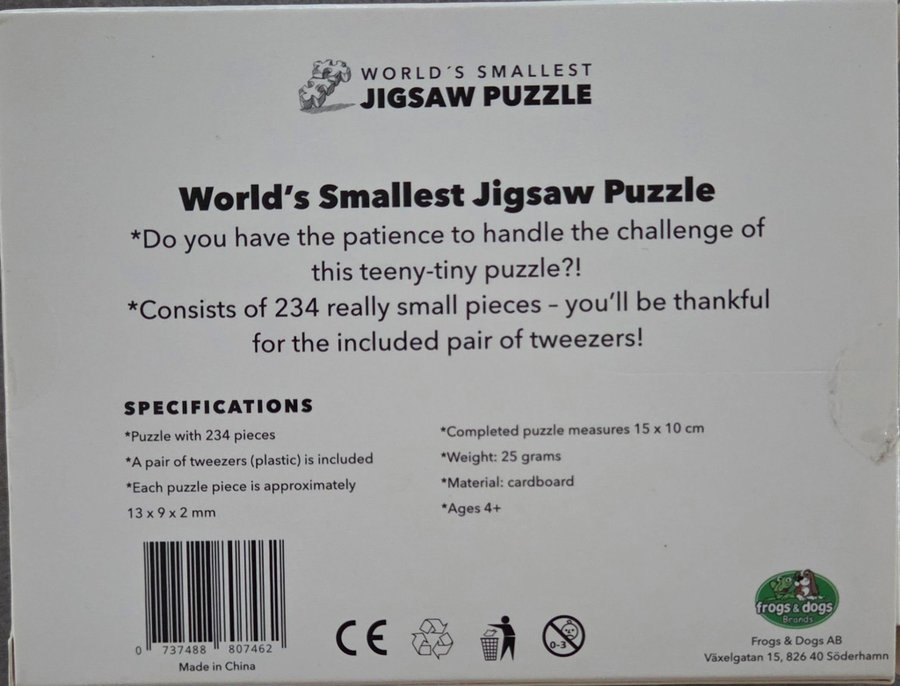 WORLD´S SMALLEST
JIGSAW PUZZLE
World's Smallest Jigsaw Puzzle
*Do you have the patience to handle the challenge of
this teeny-tiny puzzle?!
*Consists of 234 really small pieces – you'll be thankful
for the included pair of tweezers!
SPECIFICATIONS
*Puzzle with 234 pieces
*A pair of tweezers (plastic) is included
*Each puzzle piece is approximately
13 x 9 x 2 mm
*Completed puzzle measures 15 x 10 cm
*Weight: 25 grams
*Material: cardboard
*Ages 4+
0 737488 807462
Made in China
CE
0-3
frogs & dogs
Brands
Frogs & Dogs AB
Växelgatan 15, 826 40 Söderhamn